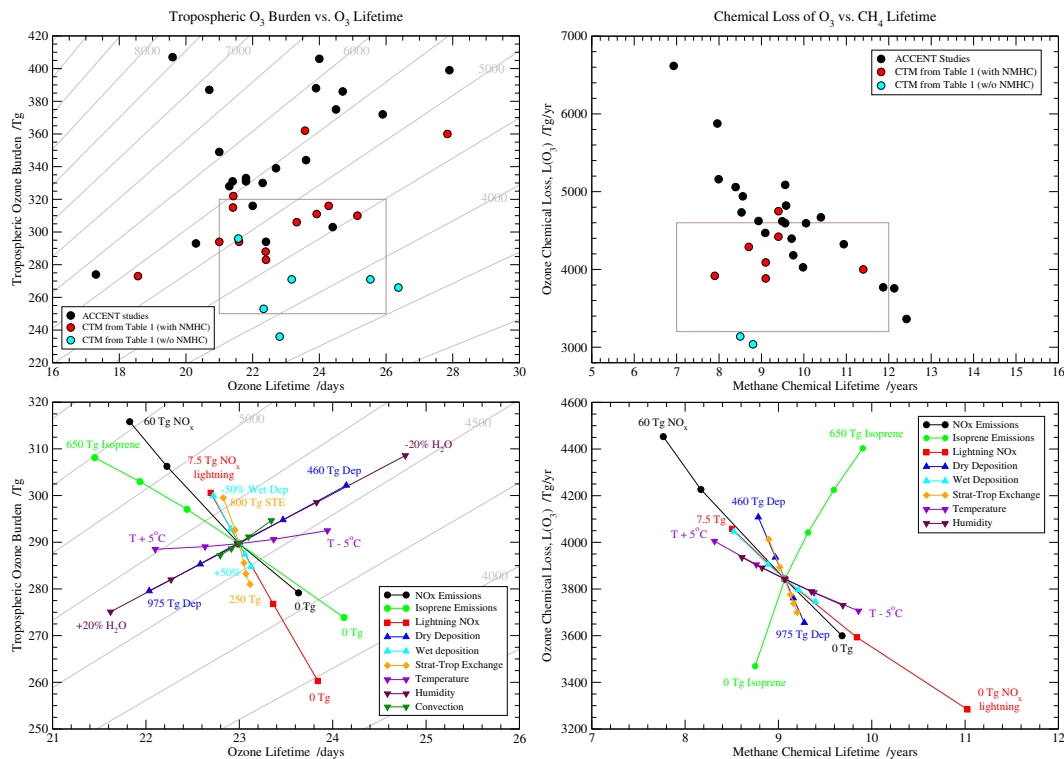 Tropospheric O3 Burden vs. O3 Lifetime
8000
7000
6000
5000
4000
420
400
380
360
340
320
300
280
260
240
220
Tropospheric Ozone Burden /Tg
ACCENT studies
CTM from Table 1 (with NMHC)
CTM from Table 1 (w/o NMHC)
16 18 20 22 24 26 28 30
Ozone Lifetime /days
Chemical Loss of O3 vs. CH4 Lifetime
7000
6000
5000
4000
3000
Ozone Chemical Loss, L(O3) /Tg/yr
ACCENT Studies
CTM from Table 1 (with NMHC)
CTM from Table 1 (w/o NMHC)
5 6 7 8 9 10 11 12 13 14 15 16
Methane Chemical Lifetime /years
320
310
300
290
280
270
260
250
Tropospheric Ozone Burden /Tg
5000
4500
4000
60 Tg NOx
650 Tg Isoprene
7.5 Tg NOx
lightning
-50% Wet Dep
800 Tg STE
460 Tg Dep
-20% H2O
T + 5°C
T - 5°C
+50%
250 Tg
975 Tg Dep
+20% H2O
0 Tg
0 Tg
0 Tg
NOx Emissions
Isoprene Emissions
Lightning NOx
Dry Deposition
Wet deposition
Strat-Trop Exchange
Temperature
Humidity
Convection
21 22 23 24 25 26
Ozone Lifetime /days
4600
4400
4200
4000
3800
3600
3400
3200
Ozone Chemical Loss, L(O3) /Tg/yr
60 Tg NOx
650 Tg Isoprene
460 Tg Dep
7.5 Tg
T + 5°C
T - 5°C
975 Tg Dep
0 Tg
0 Tg Isoprene
0 Tg NOx
lightning
NOx Emissions
Isoprene Emissions
Lightning NOx
Dry Deposition
Wet Deposition
Strat-Trop Exchange
Temperature
Humidity
7 8 9 10 11 12
Methane Chemical Lifetime /years